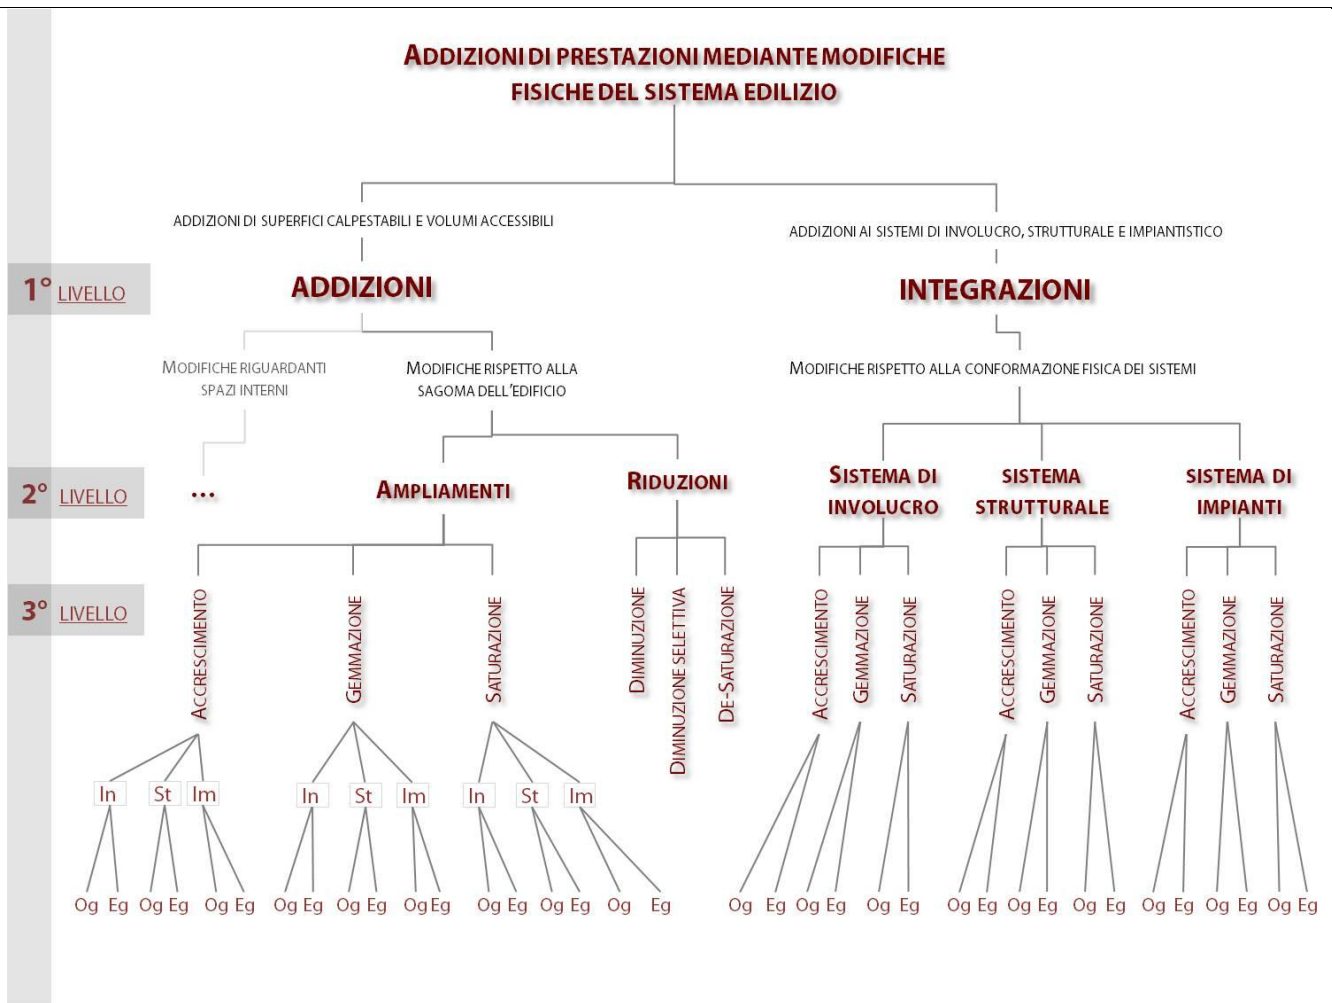 ADDIZIONI DI PRESTAZIONI MEDIANTE MODIFICHE
FISICHE DEL SISTEMA EDILIZIO
ADDIZIONI DI SUPERFICI CALPESTABILI E VOLUMI ACCESSIBILI
ADDIZIONI AI SISTEMI DI INVOLUCRO, STRUTTURALE E IMPIANTISTICO
1° LIVELLO
ADDIZIONI
INTEGRAZIONI
MODIFICHE RIGUARDANTI
SPAZI INTERNI
MODIFICHE RISPETTO ALLA
SAGOMA DELL'EDIFICIO
MODIFICHE RISPETTO ALLA CONFORMAZIONE FISICA DEI SISTEMI
2° LIVELLO
...
AMPLIAMENTI
RIDUZIONI
SISTEMA DI
INVOLUCRO
SISTEMA
STRUTTURALE
SISTEMA DI
IMPIANTI
3° LIVELLO
ACCRESCIMENTO
GEMMAZIONE
SATURAZIONE
DIMINUZIONE
DIMINUZIONE SELETTIVA
DE-SATURAZIONE
ACCRESCIMENTO
GEMMAZIONE
SATURAZIONE
ACCRESCIMENTO
GEMMAZIONE
SATURAZIONE
ACCRESCIMENTO
GEMMAZIONE
SATURAZIONE
In St Im In St Im In St Im
Og Eg Og Eg Og Eg Og Eg Og Eg Og Eg Og Eg Og Eg Og Eg Og Eg Og Eg Og Eg Og Eg Og Eg Og Eg Og Eg Og Eg Og Eg